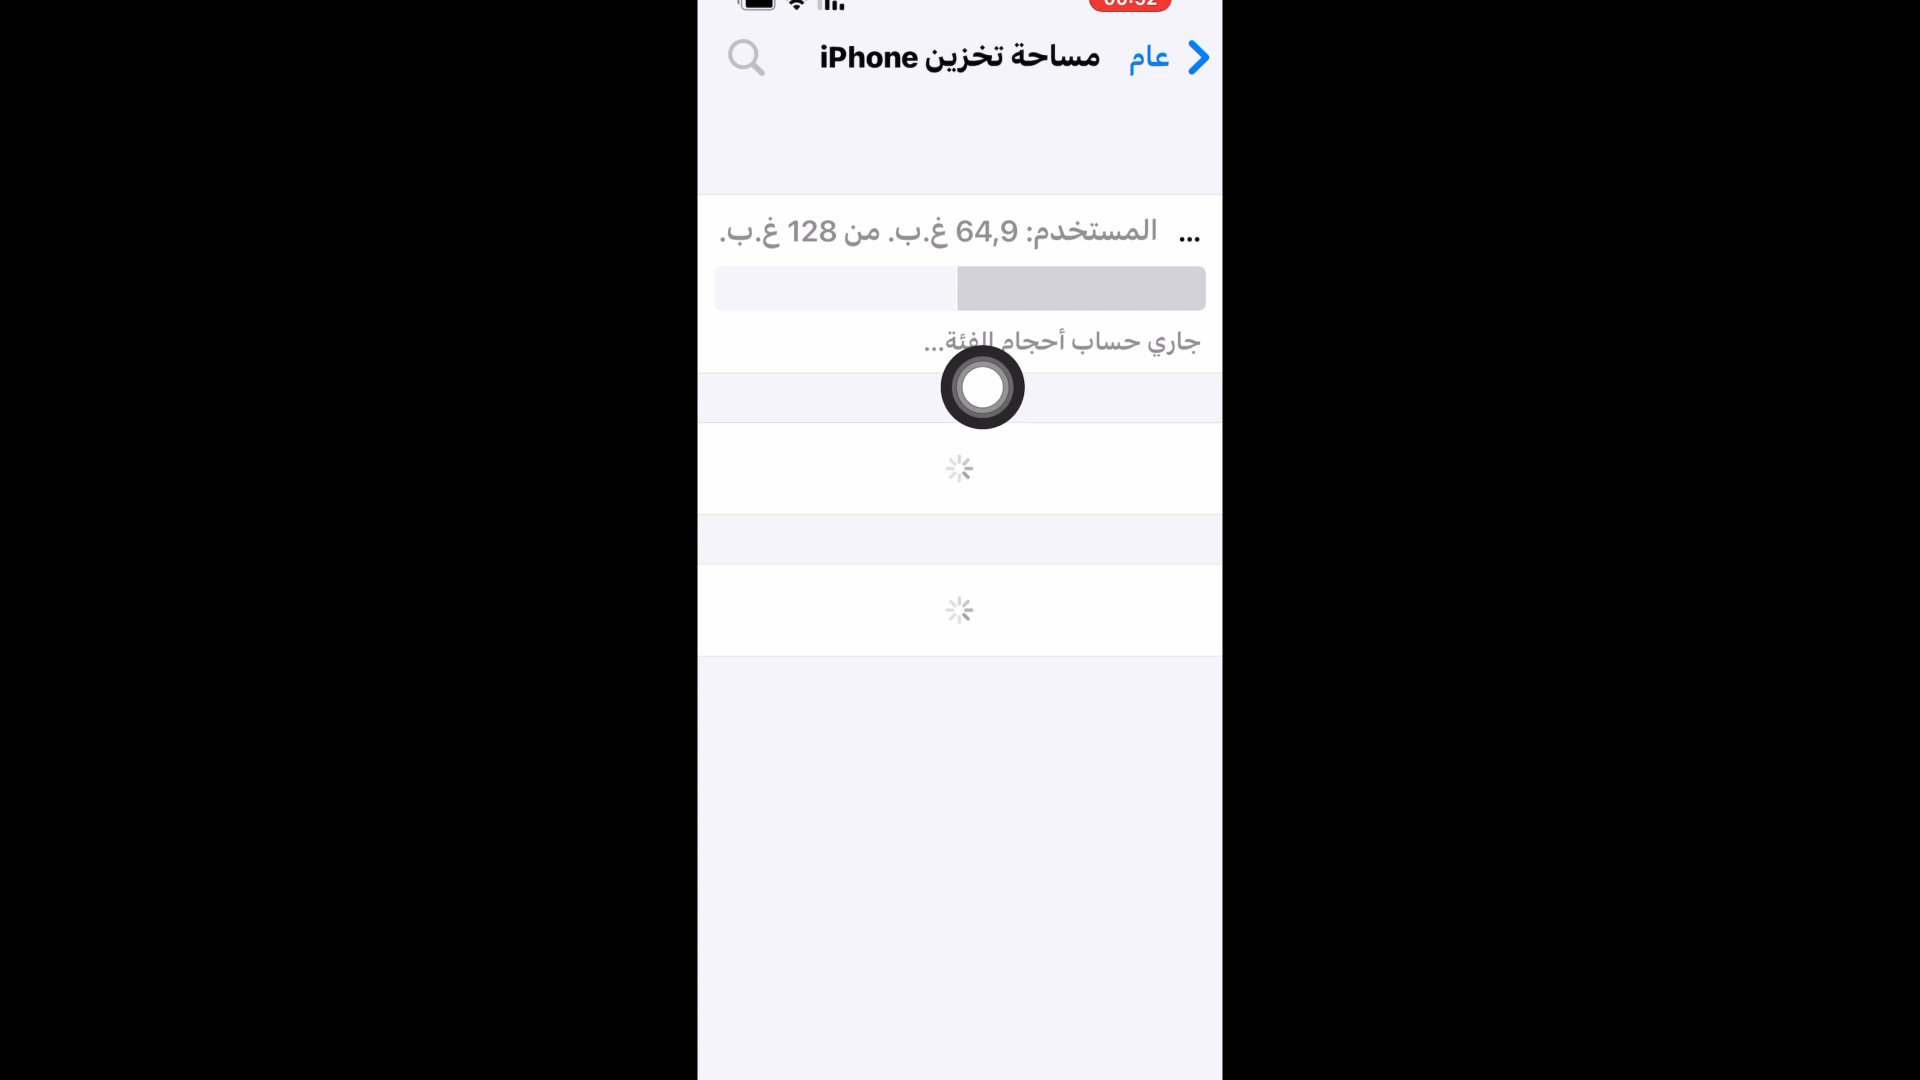 عام
مساحة تخزين iPhone
... المستخدم: 64,9 غ.ب. من 128 غ.ب.
جاري حساب أحجام الفئة...